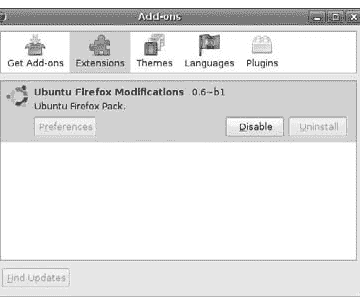 Add-ons
Get Add-ons Extensions Themes Languages Plugins
Ubuntu Firefox Modifications 0.6~b1
Ubuntu Firefox Pack.
Preferences Disable Uninstall
Find Updates